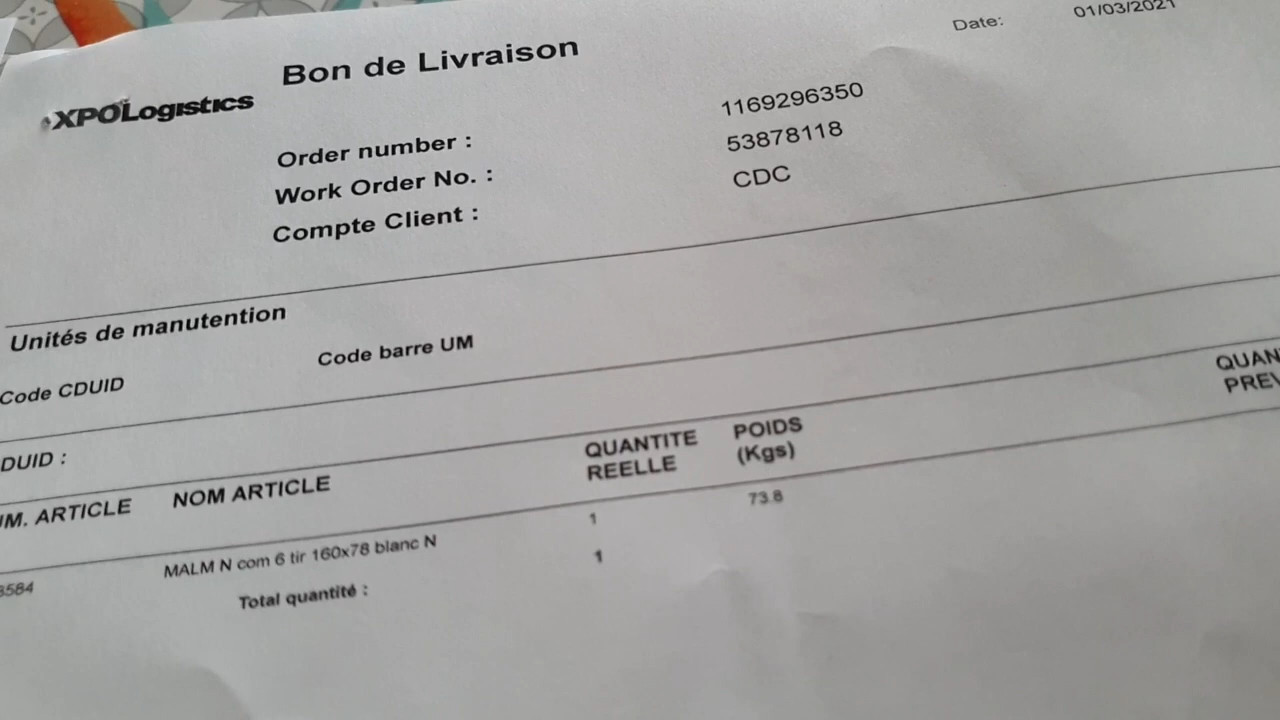 Date: 01/03/2021
Bon de Livraison
XPOLogistics
Order number : 1169296350
Work Order No. : 53878118
Compte Client : CDC
Unités de manutention
Code CDUID Code barre UM
DUID :
UM. ARTICLE NOM ARTICLE QUANTITE REELLE POIDS (Kgs) QUAN PREV
3584 MALM N com 6 tir 160x78 blanc N 1 73.8
Total quantité : 1